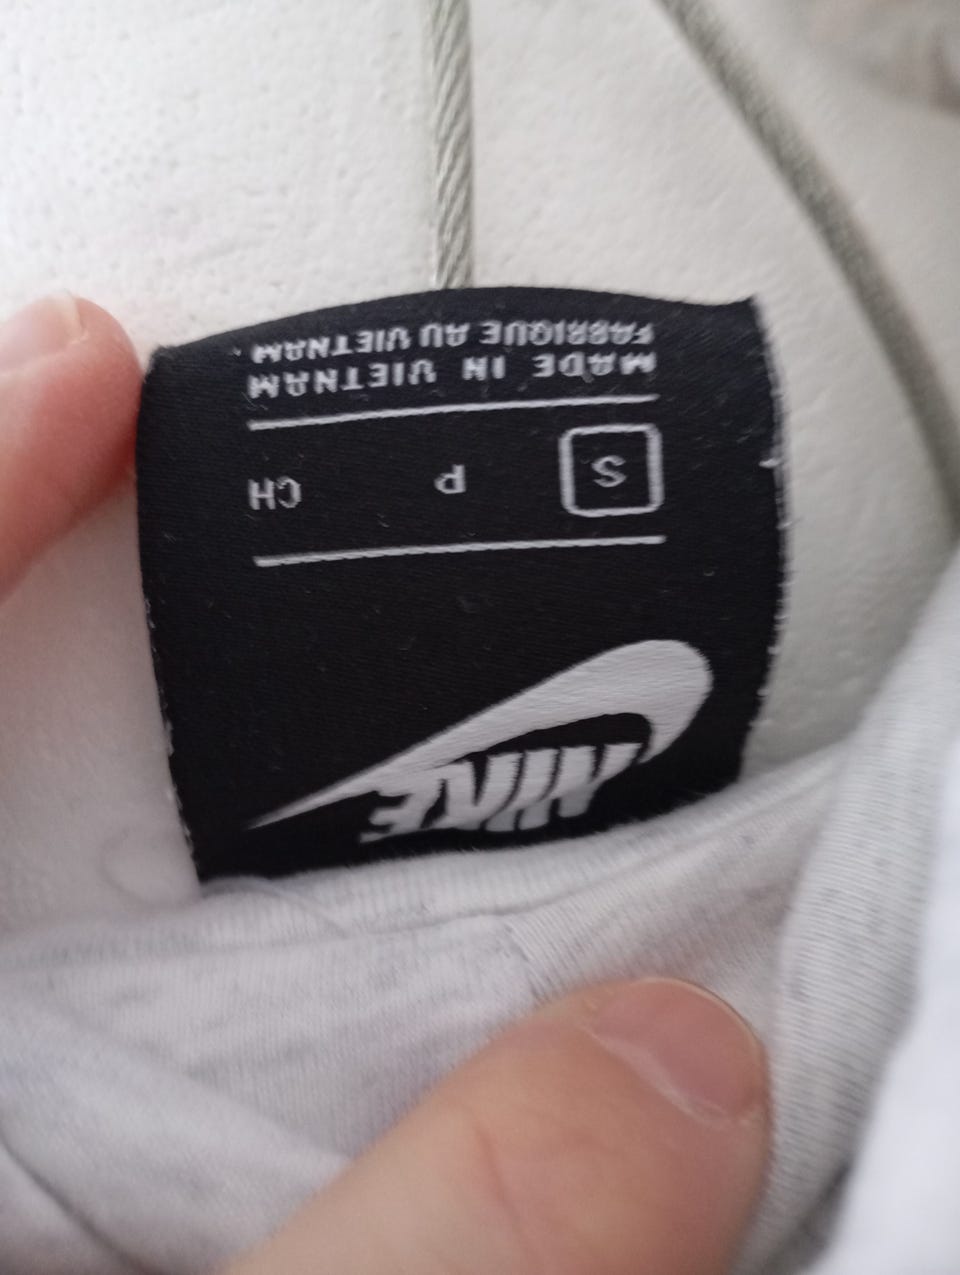 NIKE
S P CH
MADE IN VIETNAM
FABRIQUE AU VIETNAM